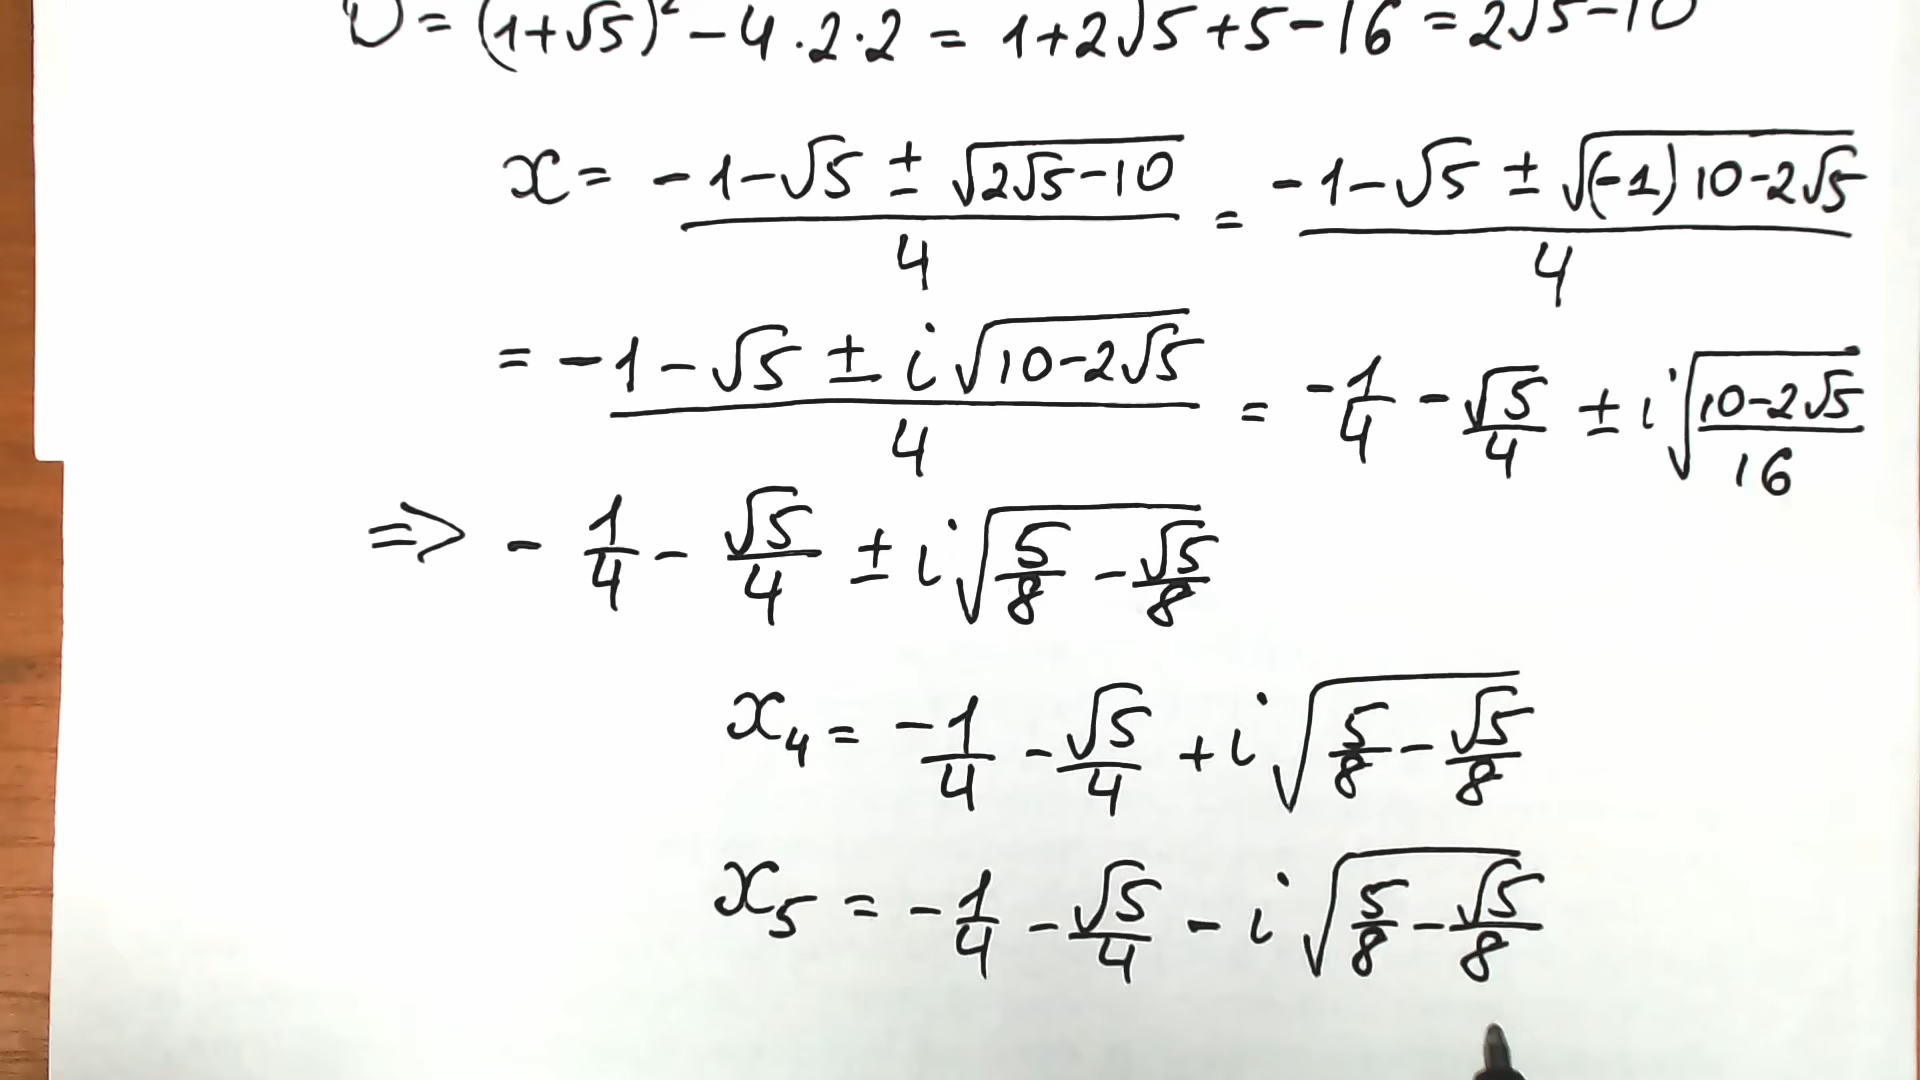 D = (1+√5)² − 4·2·2 = 1+2√5+5−16 = 2√5−10
x = (−1−√5 ± √(2√5−10))/4 = (−1−√5 ± √((−1)10−2√5))/4
= (−1−√5 ± i√(10−2√5))/4 = −1/4 − √5/4 ± i√((10−2√5)/16)
=> −1/4 − √5/4 ± i√(5/8 − √5/8)
x₄ = −1/4 − √5/4 + i√(5/8 − √5/8)
x₅ = −1/4 − √5/4 − i√(5/8 − √5/8)